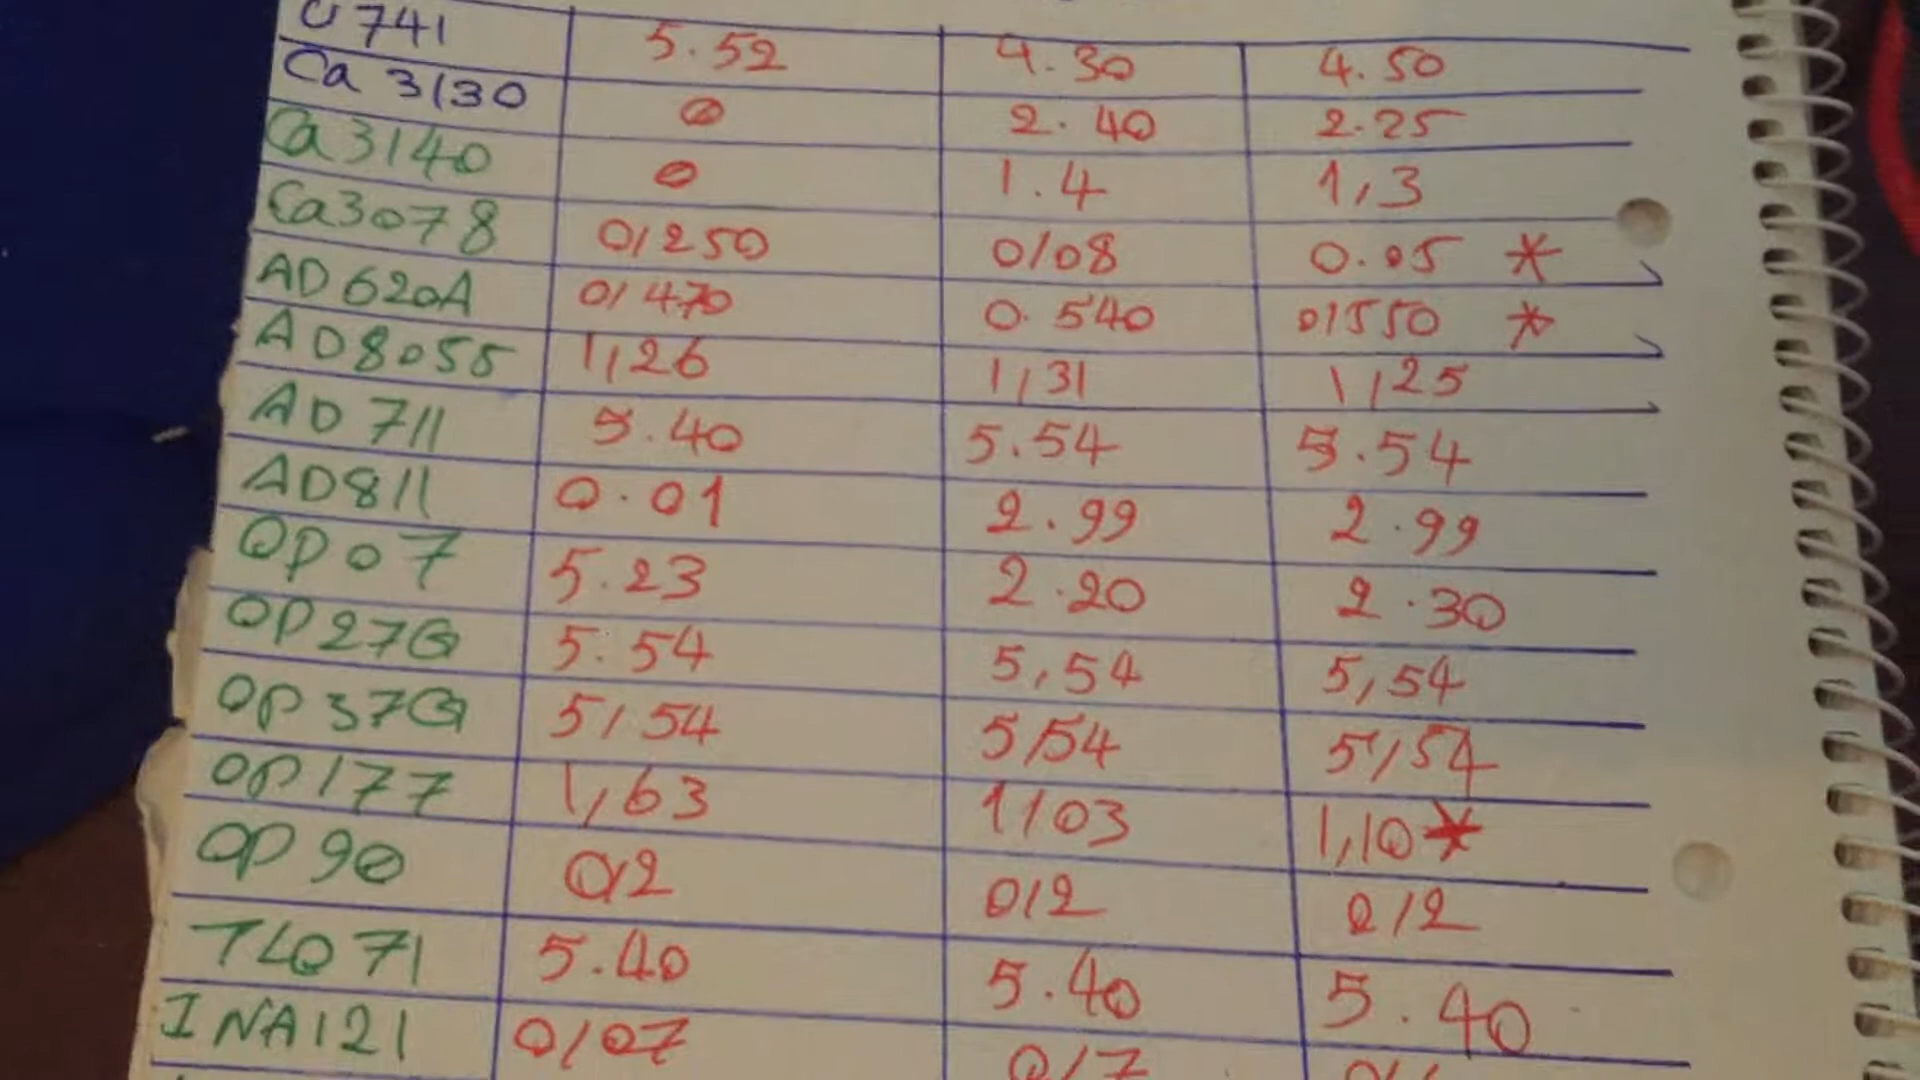 U741 5.52 4.30 4.50
Ca 3130 0 2.40 2.25
Ca3140 0 1.4 1,3
Ca3078 0,250 0,08 0.05 *
AD620A 0,470 0.540 0,550 *
AD8055 1,26 1,31 1,25
AD711 5.40 5.54 5.54
AD811 0.01 2.99 2.99
OP07 5.23 2.20 2.30
OP27G 5.54 5,54 5,54
OP37G 5,54 5,54 5,54
OP177 1,63 1,03 1,10*
OP90 0,2 0,2 0,2
TL071 5.40 5.40 5.40
INA121 0,07 0,7